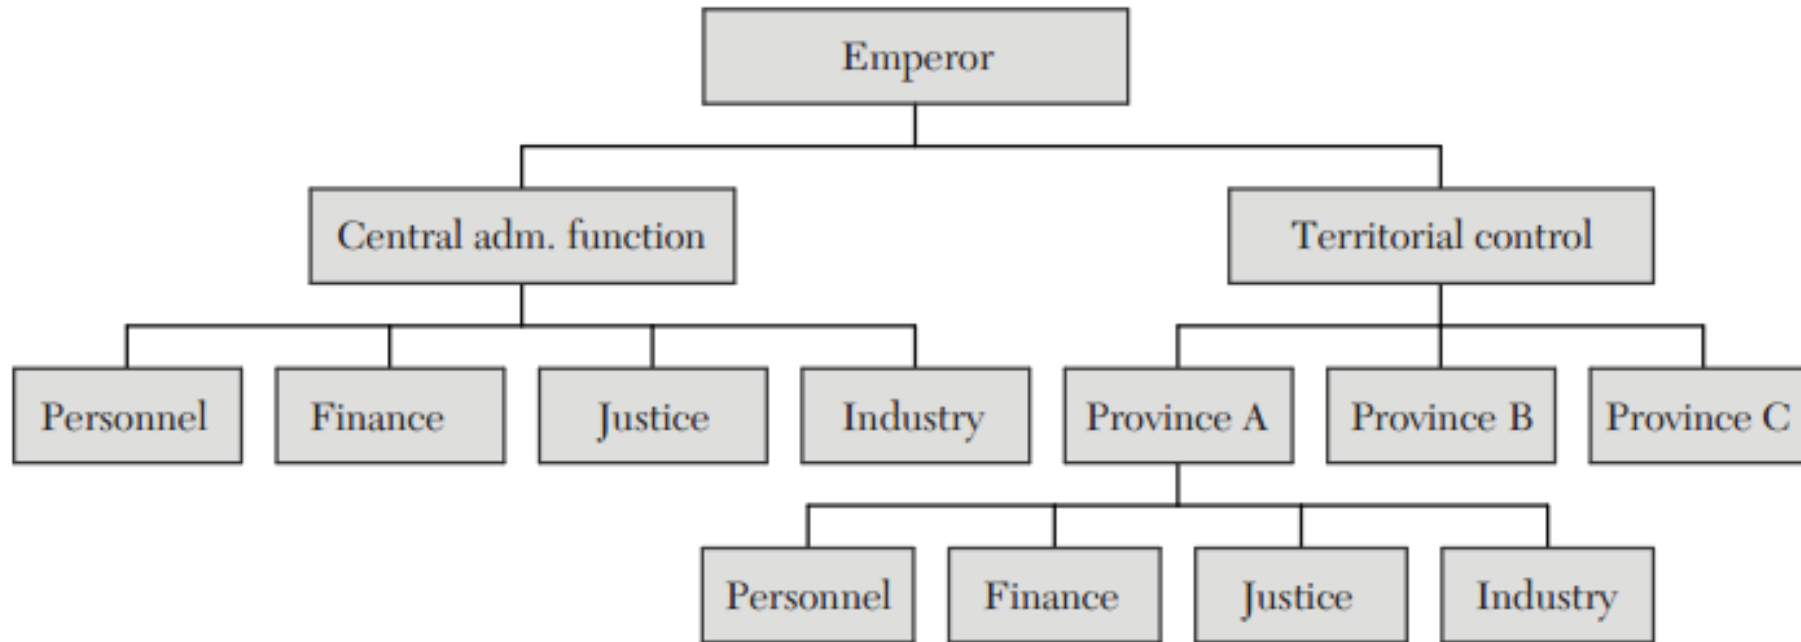 Emperor
Central adm. function
Territorial control
Personnel
Finance
Justice
Industry
Province A
Province B
Province C
Personnel
Finance
Justice
Industry